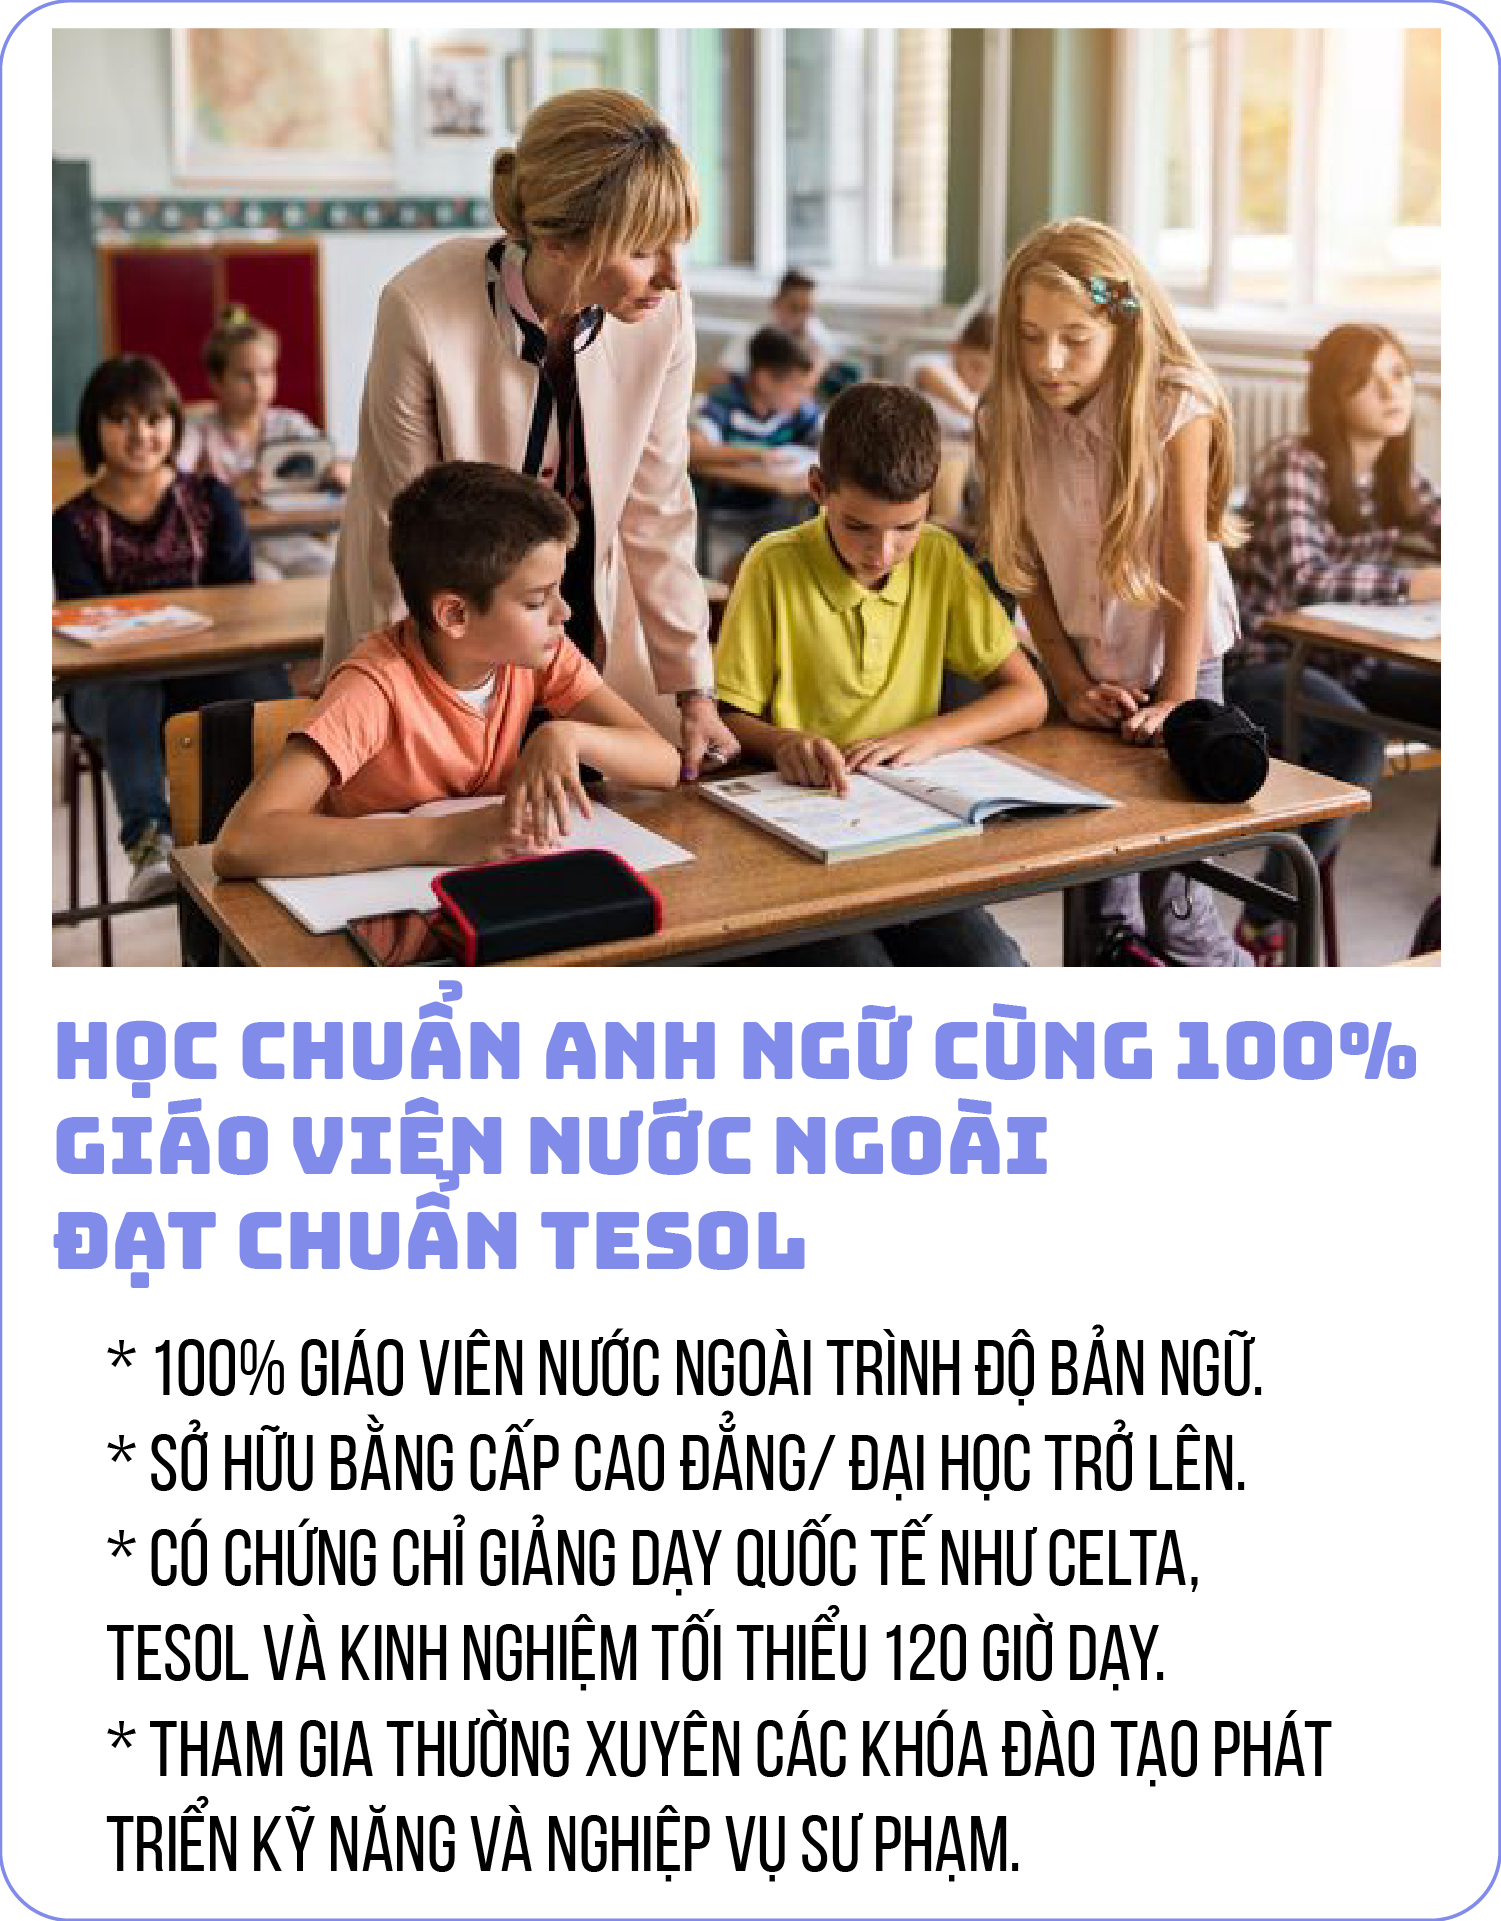 HỌC CHUẨN ANH NGỮ CÙNG 100%
GIÁO VIÊN NƯỚC NGOÀI
ĐẠT CHUẨN TESOL
* 100% GIÁO VIÊN NƯỚC NGOÀI TRÌNH ĐỘ BẢN NGỮ.
* SỞ HỮU BẰNG CẤP CAO ĐẲNG/ ĐẠI HỌC TRỞ LÊN.
* CÓ CHỨNG CHỈ GIẢNG DẠY QUỐC TẾ NHƯ CELTA,
TESOL VÀ KINH NGHIỆM TỐI THIỂU 120 GIỜ DẠY.
* THAM GIA THƯỜNG XUYÊN CÁC KHÓA ĐÀO TẠO PHÁT
TRIỂN KỸ NĂNG VÀ NGHIỆP VỤ SƯ PHẠM.